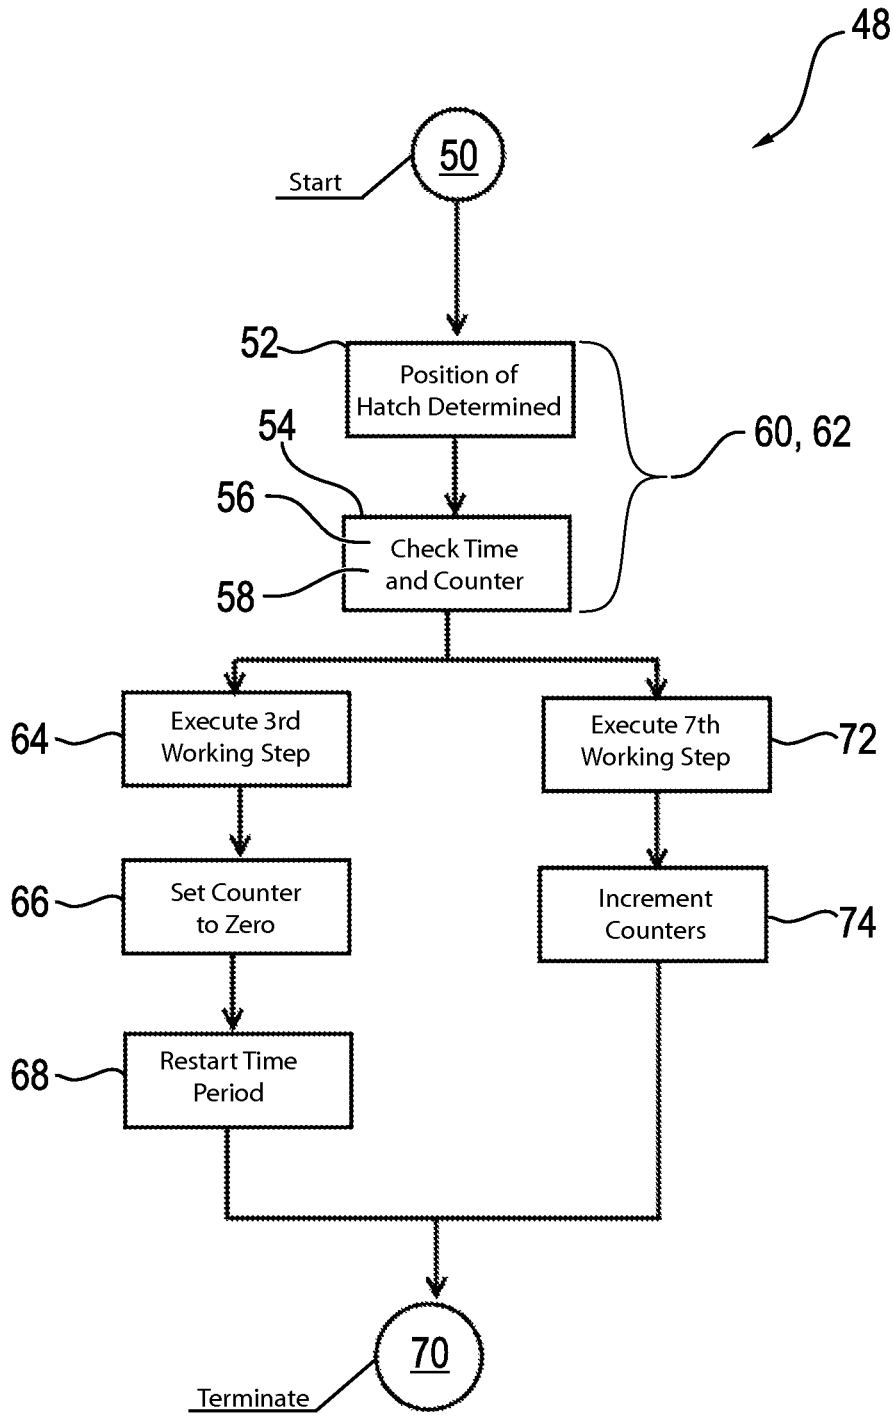 48
50
Start
52
Position of
Hatch Determined
60, 62
54
56
Check Time
58
and Counter
64
Execute 3rd
Working Step
Execute 7th
Working Step
72
66
Set Counter
to Zero
Increment
Counters
74
68
Restart Time
Period
70
Terminate